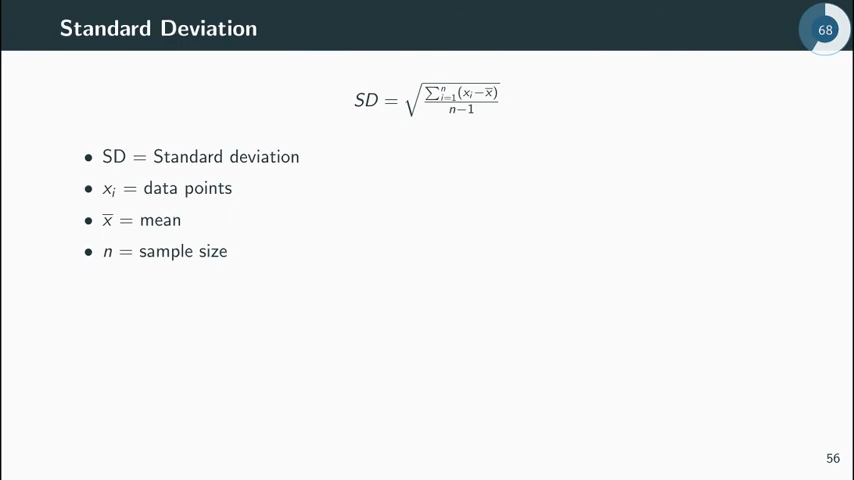 Standard Deviation
68
SD = √(∑ⁿᵢ₌₁(xᵢ−x̅)/(n−1))
• SD = Standard deviation
• xᵢ = data points
• x̅ = mean
• n = sample size
56